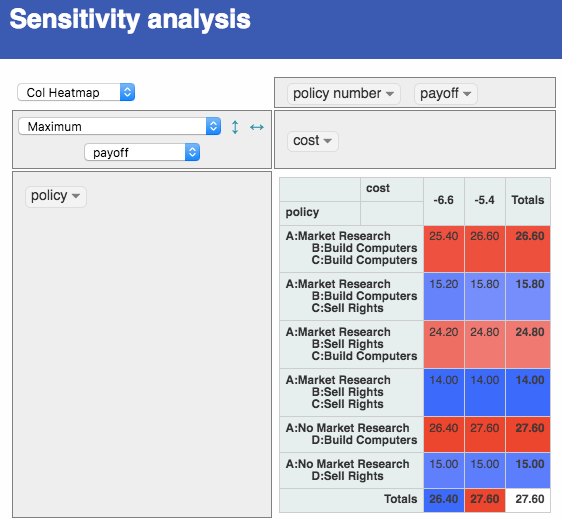 Sensitivity analysis
Col Heatmap
policy number payoff
Maximum
payoff
cost
policy
cost -6.6 -5.4 Totals
policy
A:Market Research 25.40 26.60 26.60
B:Build Computers
C:Build Computers
A:Market Research 15.20 15.80 15.80
B:Build Computers
C:Sell Rights
A:Market Research 24.20 24.80 24.80
B:Sell Rights
C:Build Computers
A:Market Research 14.00 14.00 14.00
B:Sell Rights
C:Sell Rights
A:No Market Research 26.40 27.60 27.60
D:Build Computers
A:No Market Research 15.00 15.00 15.00
D:Sell Rights
Totals 26.40 27.60 27.60